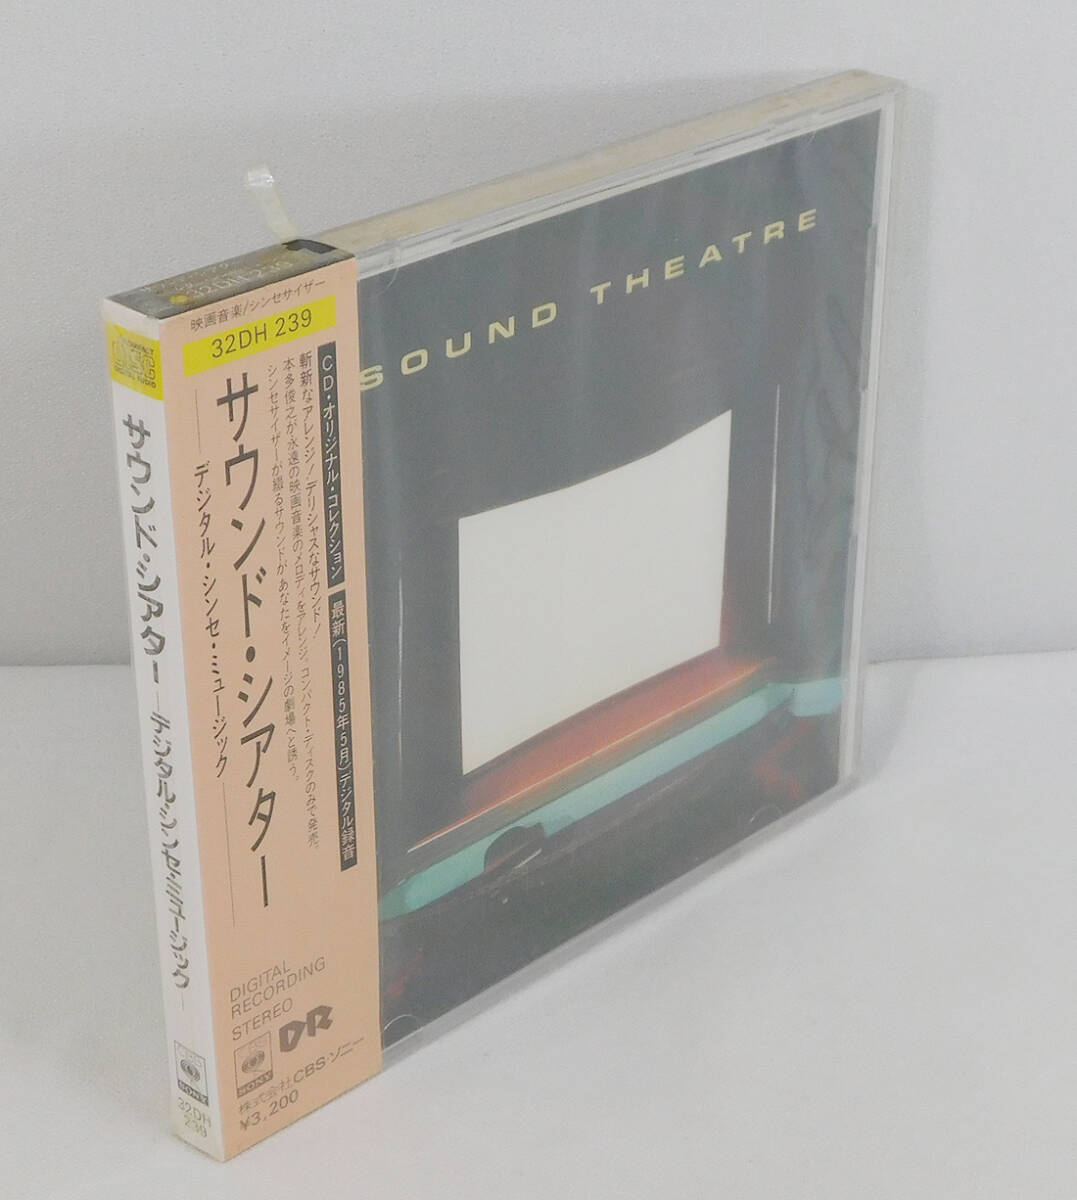 COMPACT
DISC
DIGITAL AUDIO
サウンド・シアター ―デジタル・シンセ・ミュージック―
SONY
32DH
239
32DH 239
映画音楽/シンセサイザー
32DH 239
サウンド・シアター
―デジタル・シンセ・ミュージック―
CD・オリジナル・コレクション
最新(1985年5月)デジタル録音
斬新なアレンジ!デリシャスなサウンド!
本多俊之が永遠の映画音楽のメロディをアレンジ。コンパクト・ディスクのみで発売。
シンセサイザーが綴るサウンドがあなたをイメージの劇場へと誘う。
DIGITAL
RECORDING
STEREO
DR
SONY
株式会社CBS・ソニー
¥3,200
SOUND THEATRE